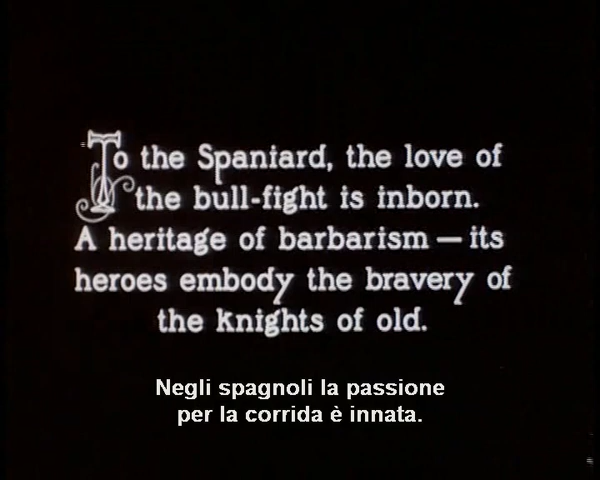 To the Spaniard, the love of
the bull-fight is inborn.
A heritage of barbarism — its
heroes embody the bravery of
the knights of old.
Negli spagnoli la passione
per la corrida è innata.